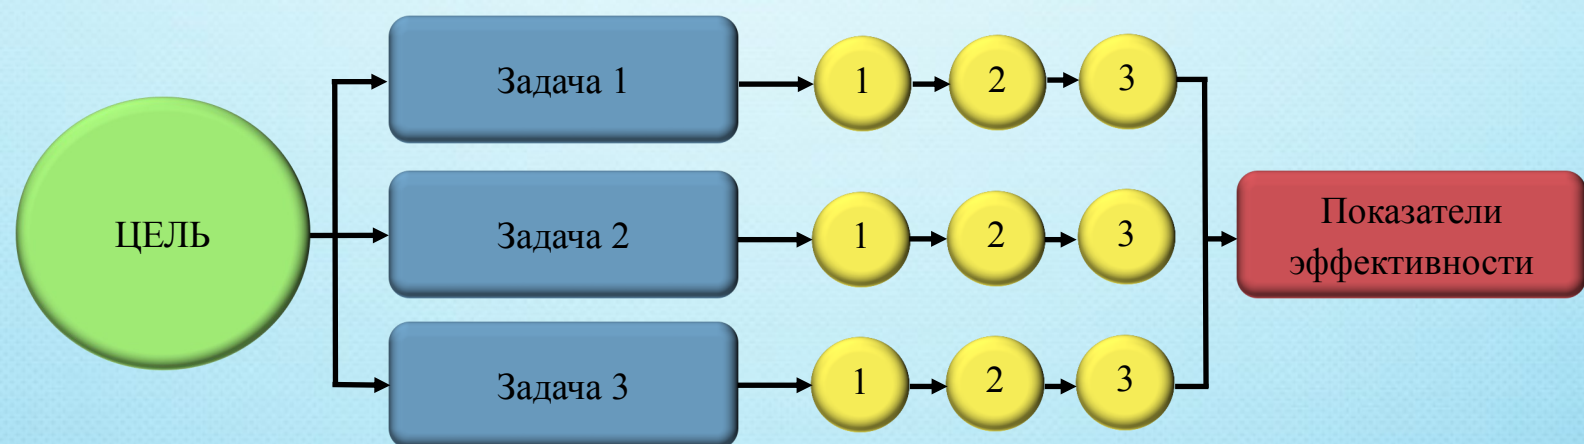 Задача 1
1
2
3
ЦЕЛЬ
Задача 2
1
2
3
Показатели
эффективности
Задача 3
1
2
3